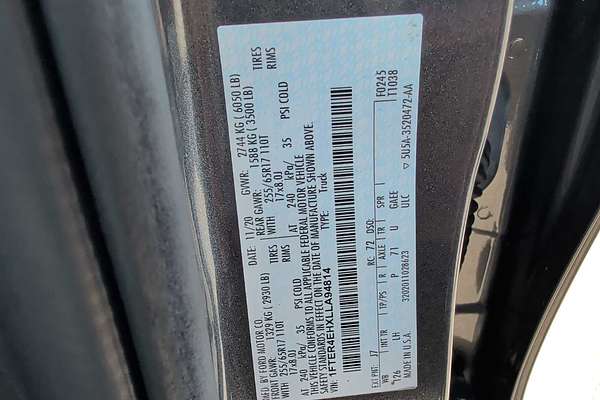 MFD. BY FORD MOTOR CO.
DATE: 11/20 GVWR: 2744 KG ( 6050 LB)
FRONT GAWR: 1329 KG ( 2930 LB) REAR GAWR: 1588 KG ( 3500 LB)
255/65R17 110T TIRES WITH 255/65R17 110T TIRES
17x8.0J RIMS 17x8.0J RIMS
AT 240 kPa/ 35 PSI COLD AT 240 kPa/ 35 PSI COLD
THIS VEHICLE CONFORMS TO ALL APPLICABLE FEDERAL MOTOR VEHICLE
SAFETY STANDARDS IN EFFECT ON THE DATE OF MANUFACTURE SHOWN ABOVE.
VIN: 1FTER4EHXLLA94814
TYPE: Truck
F0245
T1038
EXT PNT: J7 RC: 72 DSO:
WB INT TR TP/PS R AXLE TR SPR
LH P 71 U GAEE
MADE IN U.S.A. 3202011028623 ULC
▽ 5U5A-3520472-AA